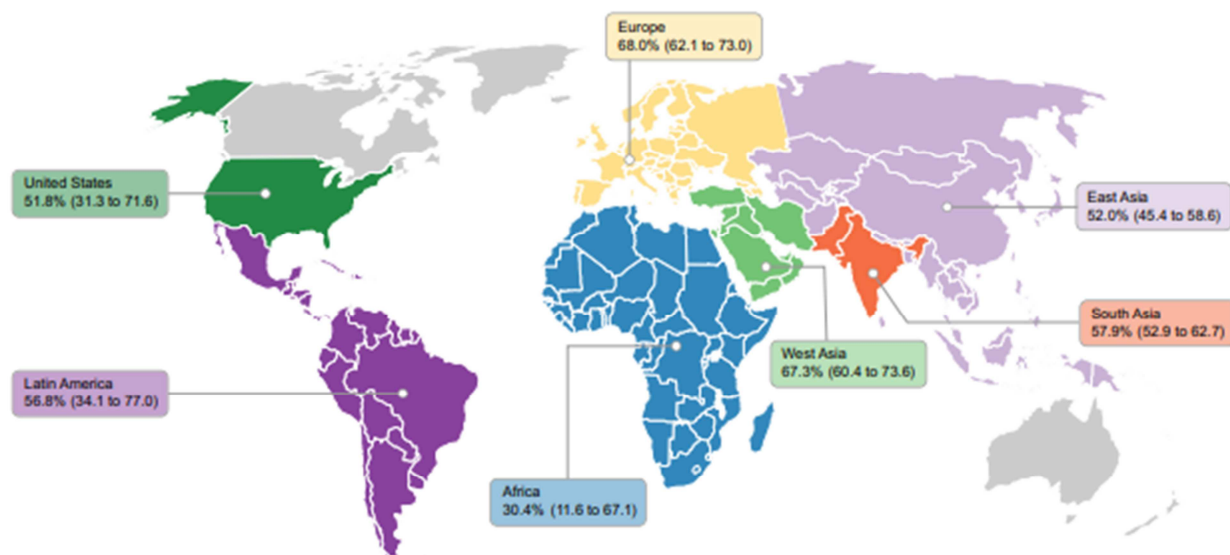 Europe
68.0% (62.1 to 73.0)
United States
51.8% (31.3 to 71.6)
East Asia
52.0% (45.4 to 58.6)
South Asia
57.9% (52.9 to 62.7)
West Asia
67.3% (60.4 to 73.6)
Latin America
56.8% (34.1 to 77.0)
Africa
30.4% (11.6 to 67.1)